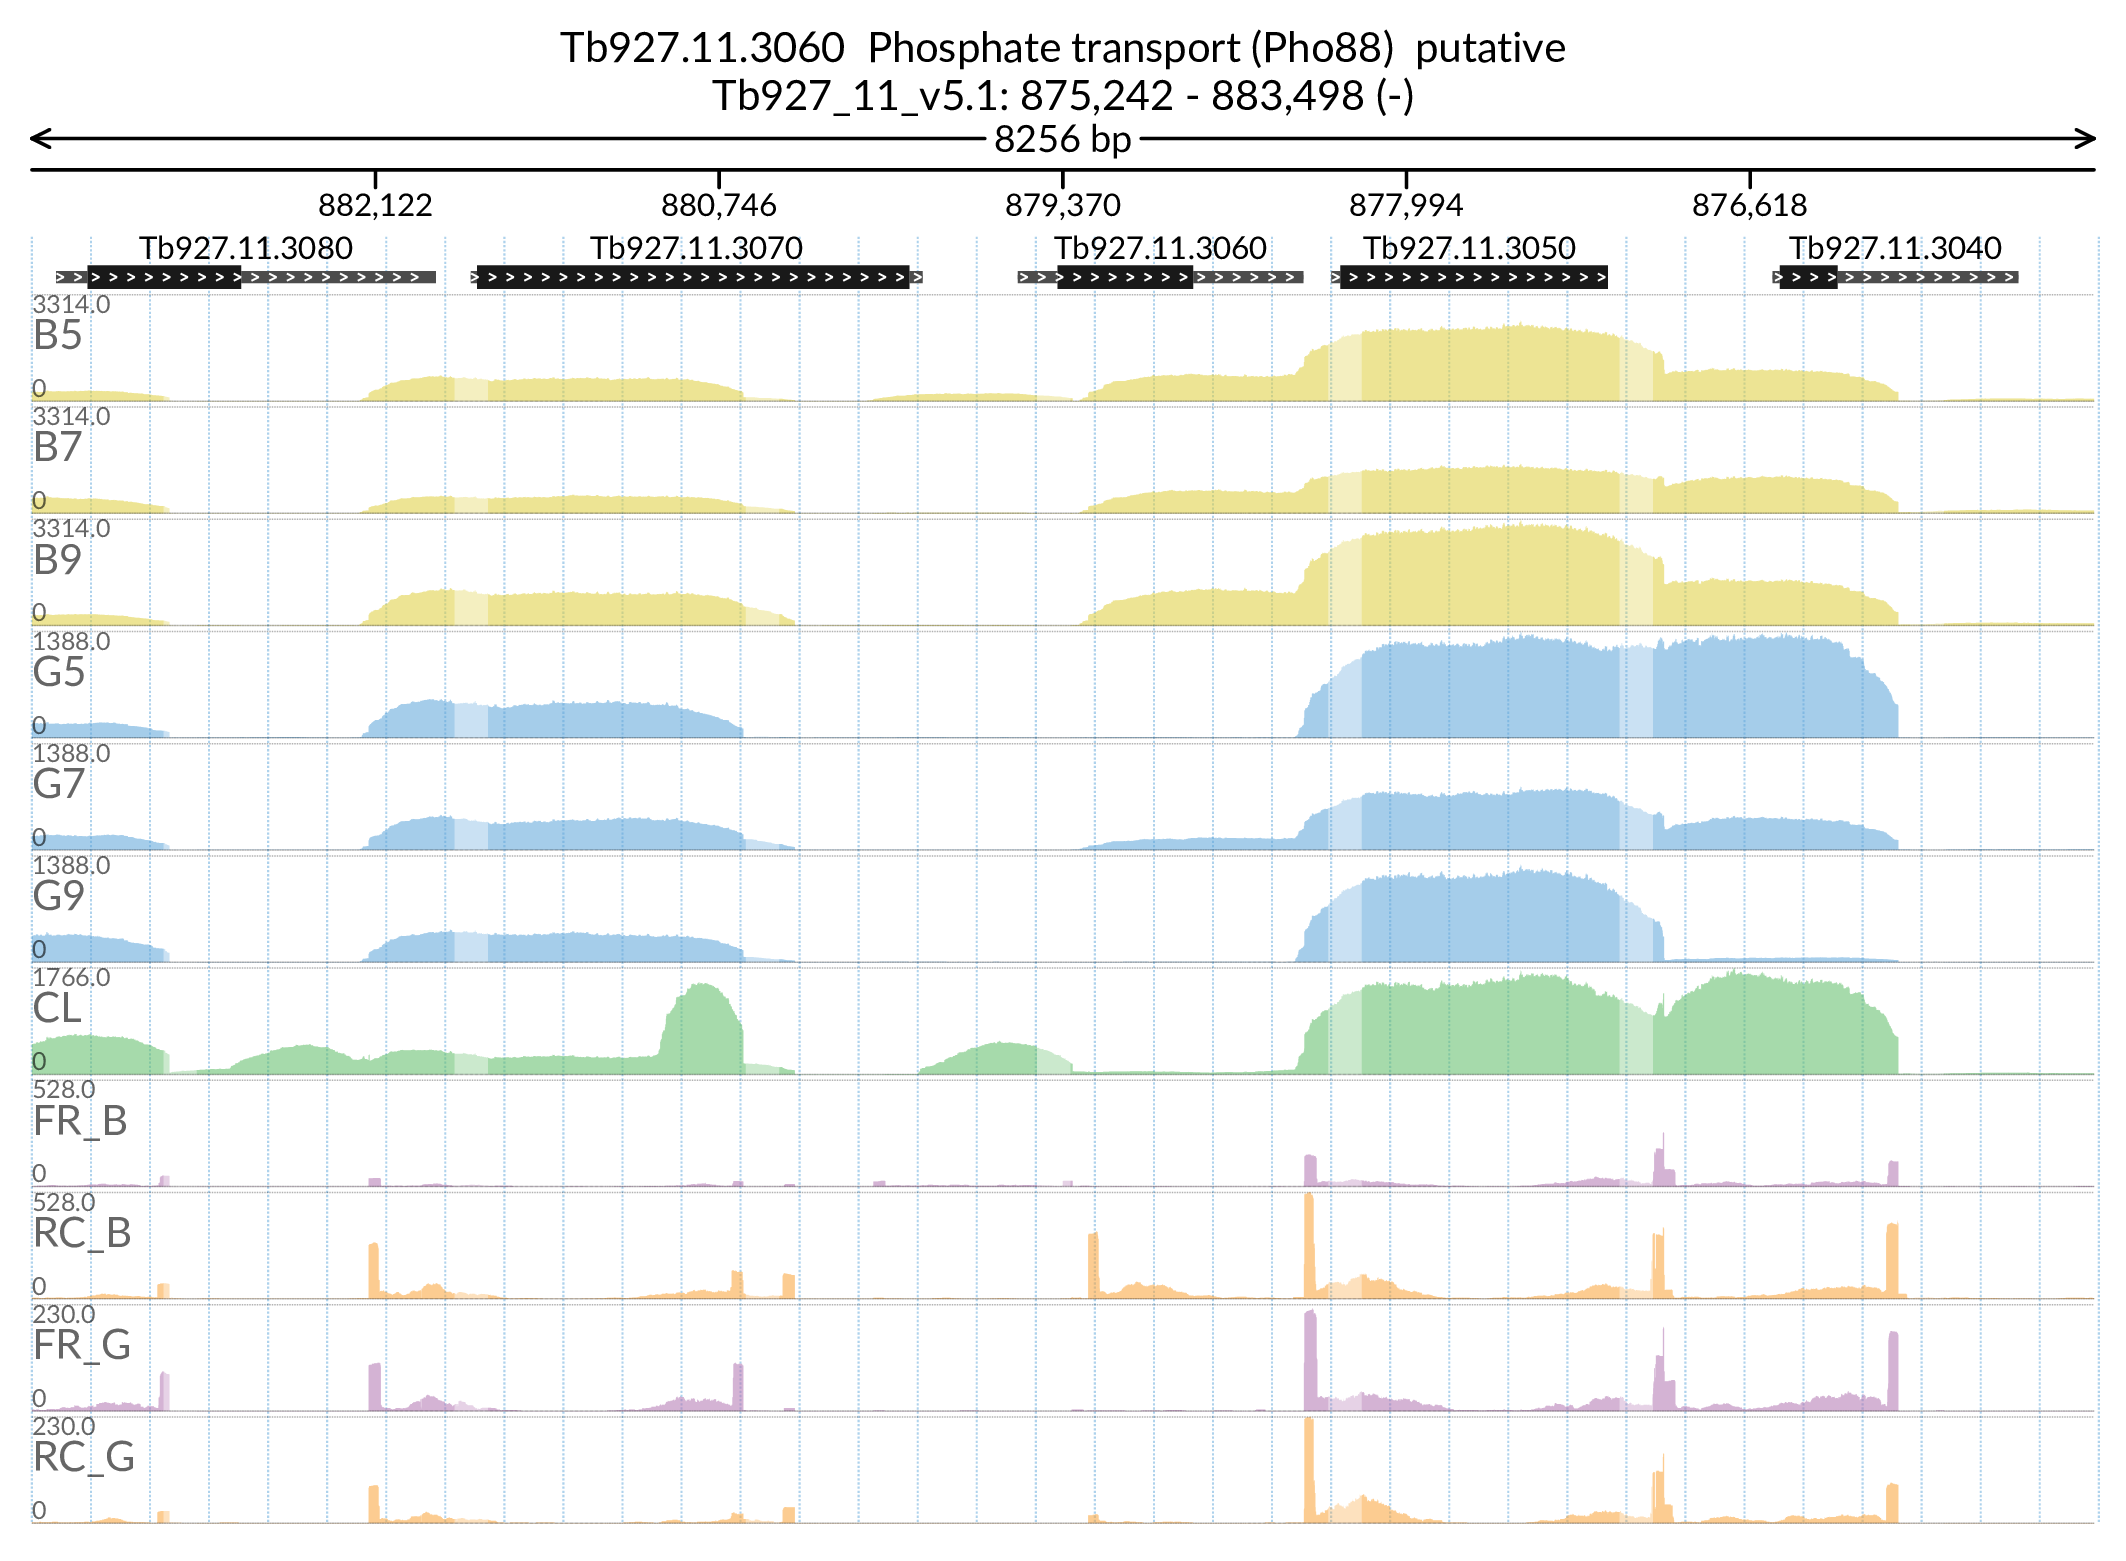 Tb927.11.3060  Phosphate transport (Pho88)  putative
Tb927_11_v5.1: 875,242 - 883,498 (-)
8256 bp
882,122 880,746 879,370 877,994 876,618
Tb927.11.3080 Tb927.11.3070 Tb927.11.3060 Tb927.11.3050 Tb927.11.3040
3314.0
B5
0
3314.0
B7
0
3314.0
B9
0
1388.0
G5
0
1388.0
G7
0
1388.0
G9
0
1766.0
CL
0
528.0
FR_B
0
528.0
RC_B
0
230.0
FR_G
0
230.0
RC_G
0